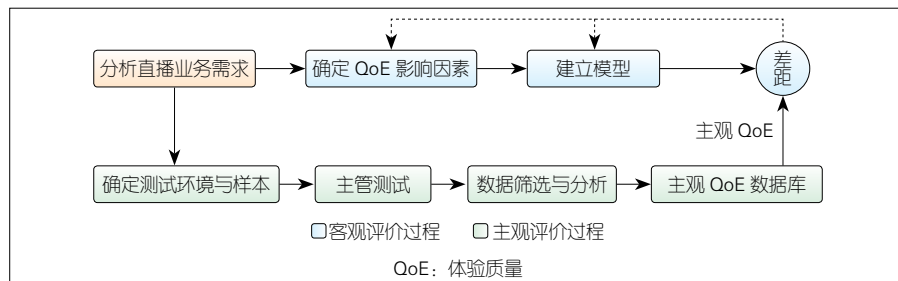 分析直播业务需求
确定 QoE 影响因素
建立模型
差距
主观 QoE
确定测试环境与样本
主管测试
数据筛选与分析
主观 QoE 数据库
客观评价过程
主观评价过程
QoE：体验质量